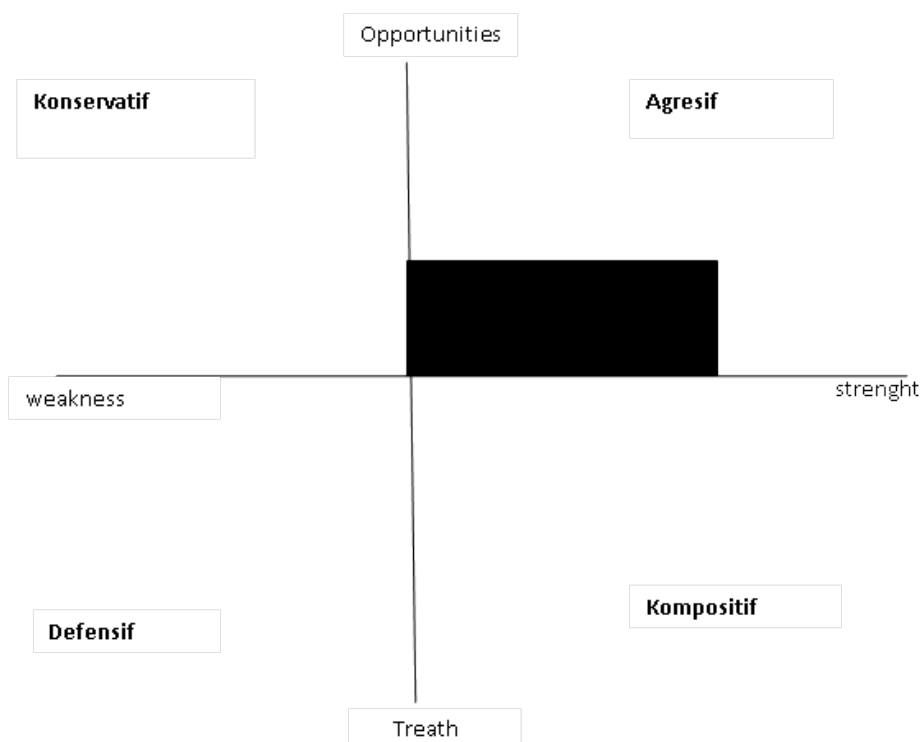 Opportunities
Konservatif
Agresif
weakness
strenght
Kompositif
Defensif
Treath